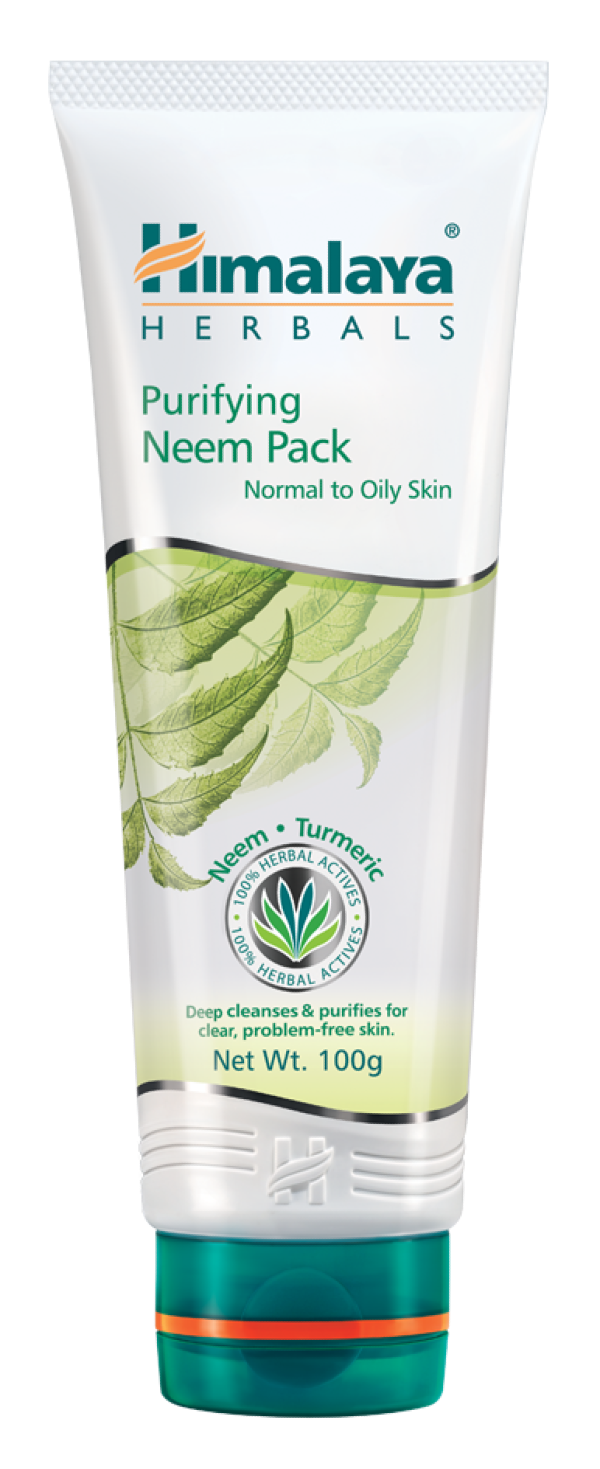 Himalaya®
HERBALS
Purifying
Neem Pack
Normal to Oily Skin
Neem • Turmeric
100% HERBAL ACTIVES • 100% HERBAL ACTIVES •
Deep cleanses & purifies for
clear, problem-free skin.
Net Wt. 100g
H